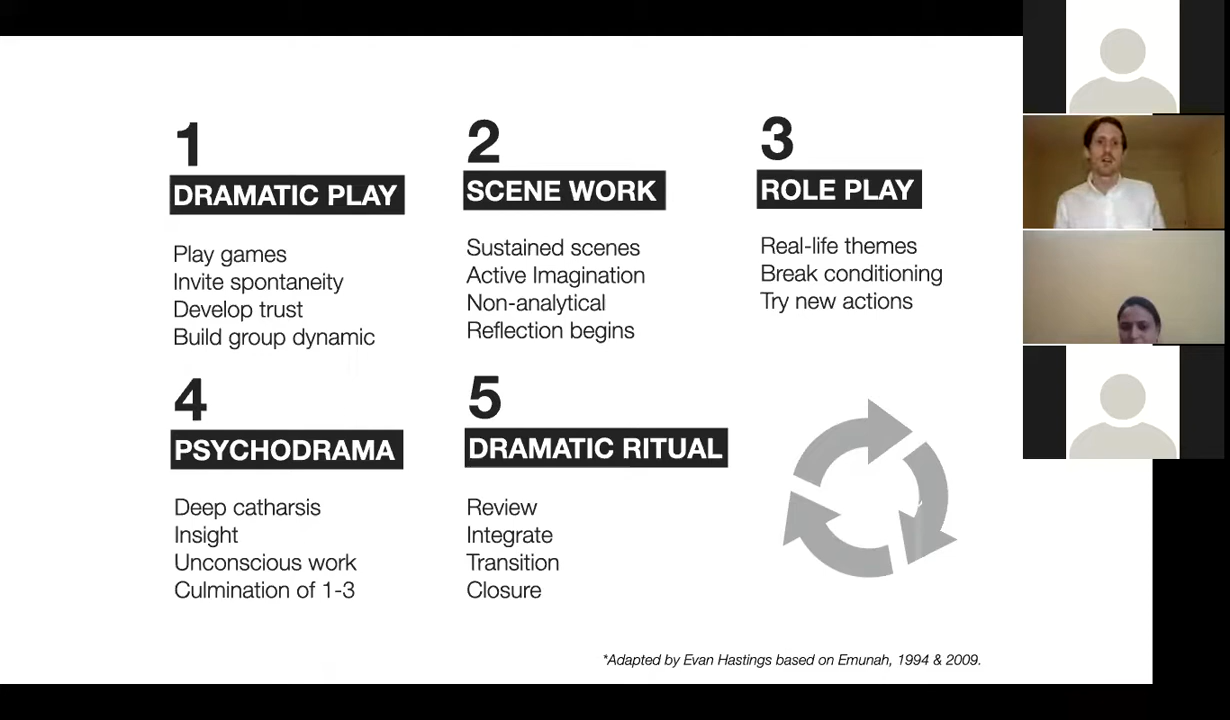 1
DRAMATIC PLAY
Play games
Invite spontaneity
Develop trust
Build group dynamic
2
SCENE WORK
Sustained scenes
Active Imagination
Non-analytical
Reflection begins
3
ROLE PLAY
Real-life themes
Break conditioning
Try new actions
4
PSYCHODRAMA
Deep catharsis
Insight
Unconscious work
Culmination of 1-3
5
DRAMATIC RITUAL
Review
Integrate
Transition
Closure
*Adapted by Evan Hastings based on Emunah, 1994 & 2009.